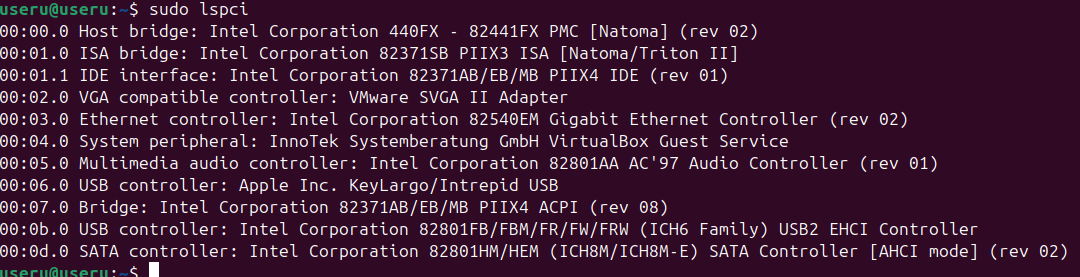 useru@useru:~$ sudo lspci
00:00.0 Host bridge: Intel Corporation 440FX - 82441FX PMC [Natoma] (rev 02)
00:01.0 ISA bridge: Intel Corporation 82371SB PIIX3 ISA [Natoma/Triton II]
00:01.1 IDE interface: Intel Corporation 82371AB/EB/MB PIIX4 IDE (rev 01)
00:02.0 VGA compatible controller: VMware SVGA II Adapter
00:03.0 Ethernet controller: Intel Corporation 82540EM Gigabit Ethernet Controller (rev 02)
00:04.0 System peripheral: InnoTek Systemberatung GmbH VirtualBox Guest Service
00:05.0 Multimedia audio controller: Intel Corporation 82801AA AC'97 Audio Controller (rev 01)
00:06.0 USB controller: Apple Inc. KeyLargo/Intrepid USB
00:07.0 Bridge: Intel Corporation 82371AB/EB/MB PIIX4 ACPI (rev 08)
00:0b.0 USB controller: Intel Corporation 82801FB/FBM/FR/FW/FRW (ICH6 Family) USB2 EHCI Controller
00:0d.0 SATA controller: Intel Corporation 82801HM/HEM (ICH8M/ICH8M-E) SATA Controller [AHCI mode] (rev 02)
useru@useru:~$